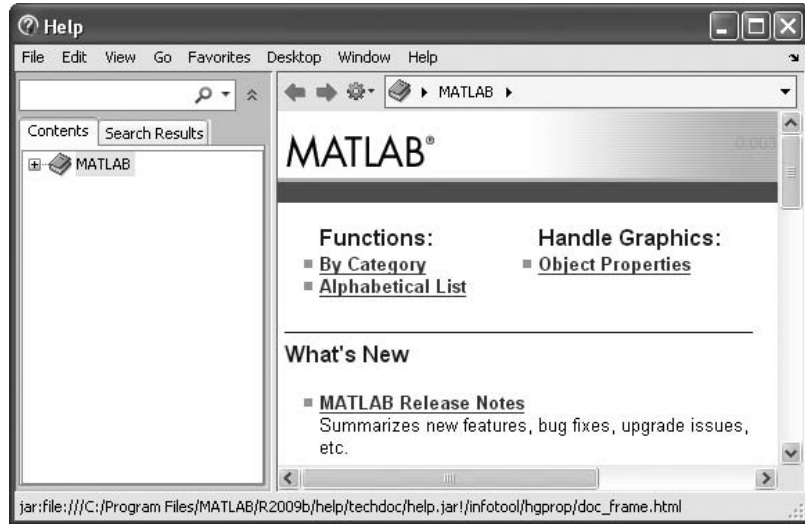 Help
File Edit View Go Favorites Desktop Window Help
MATLAB
Contents Search Results
MATLAB
MATLAB®
0.003
Functions: Handle Graphics:
By Category Object Properties
Alphabetical List
What's New
MATLAB Release Notes
Summarizes new features, bug fixes, upgrade issues,
etc.
jar:file:///C:/Program Files/MATLAB/R2009b/help/techdoc/help.jar!/infotool/hgprop/doc_frame.html